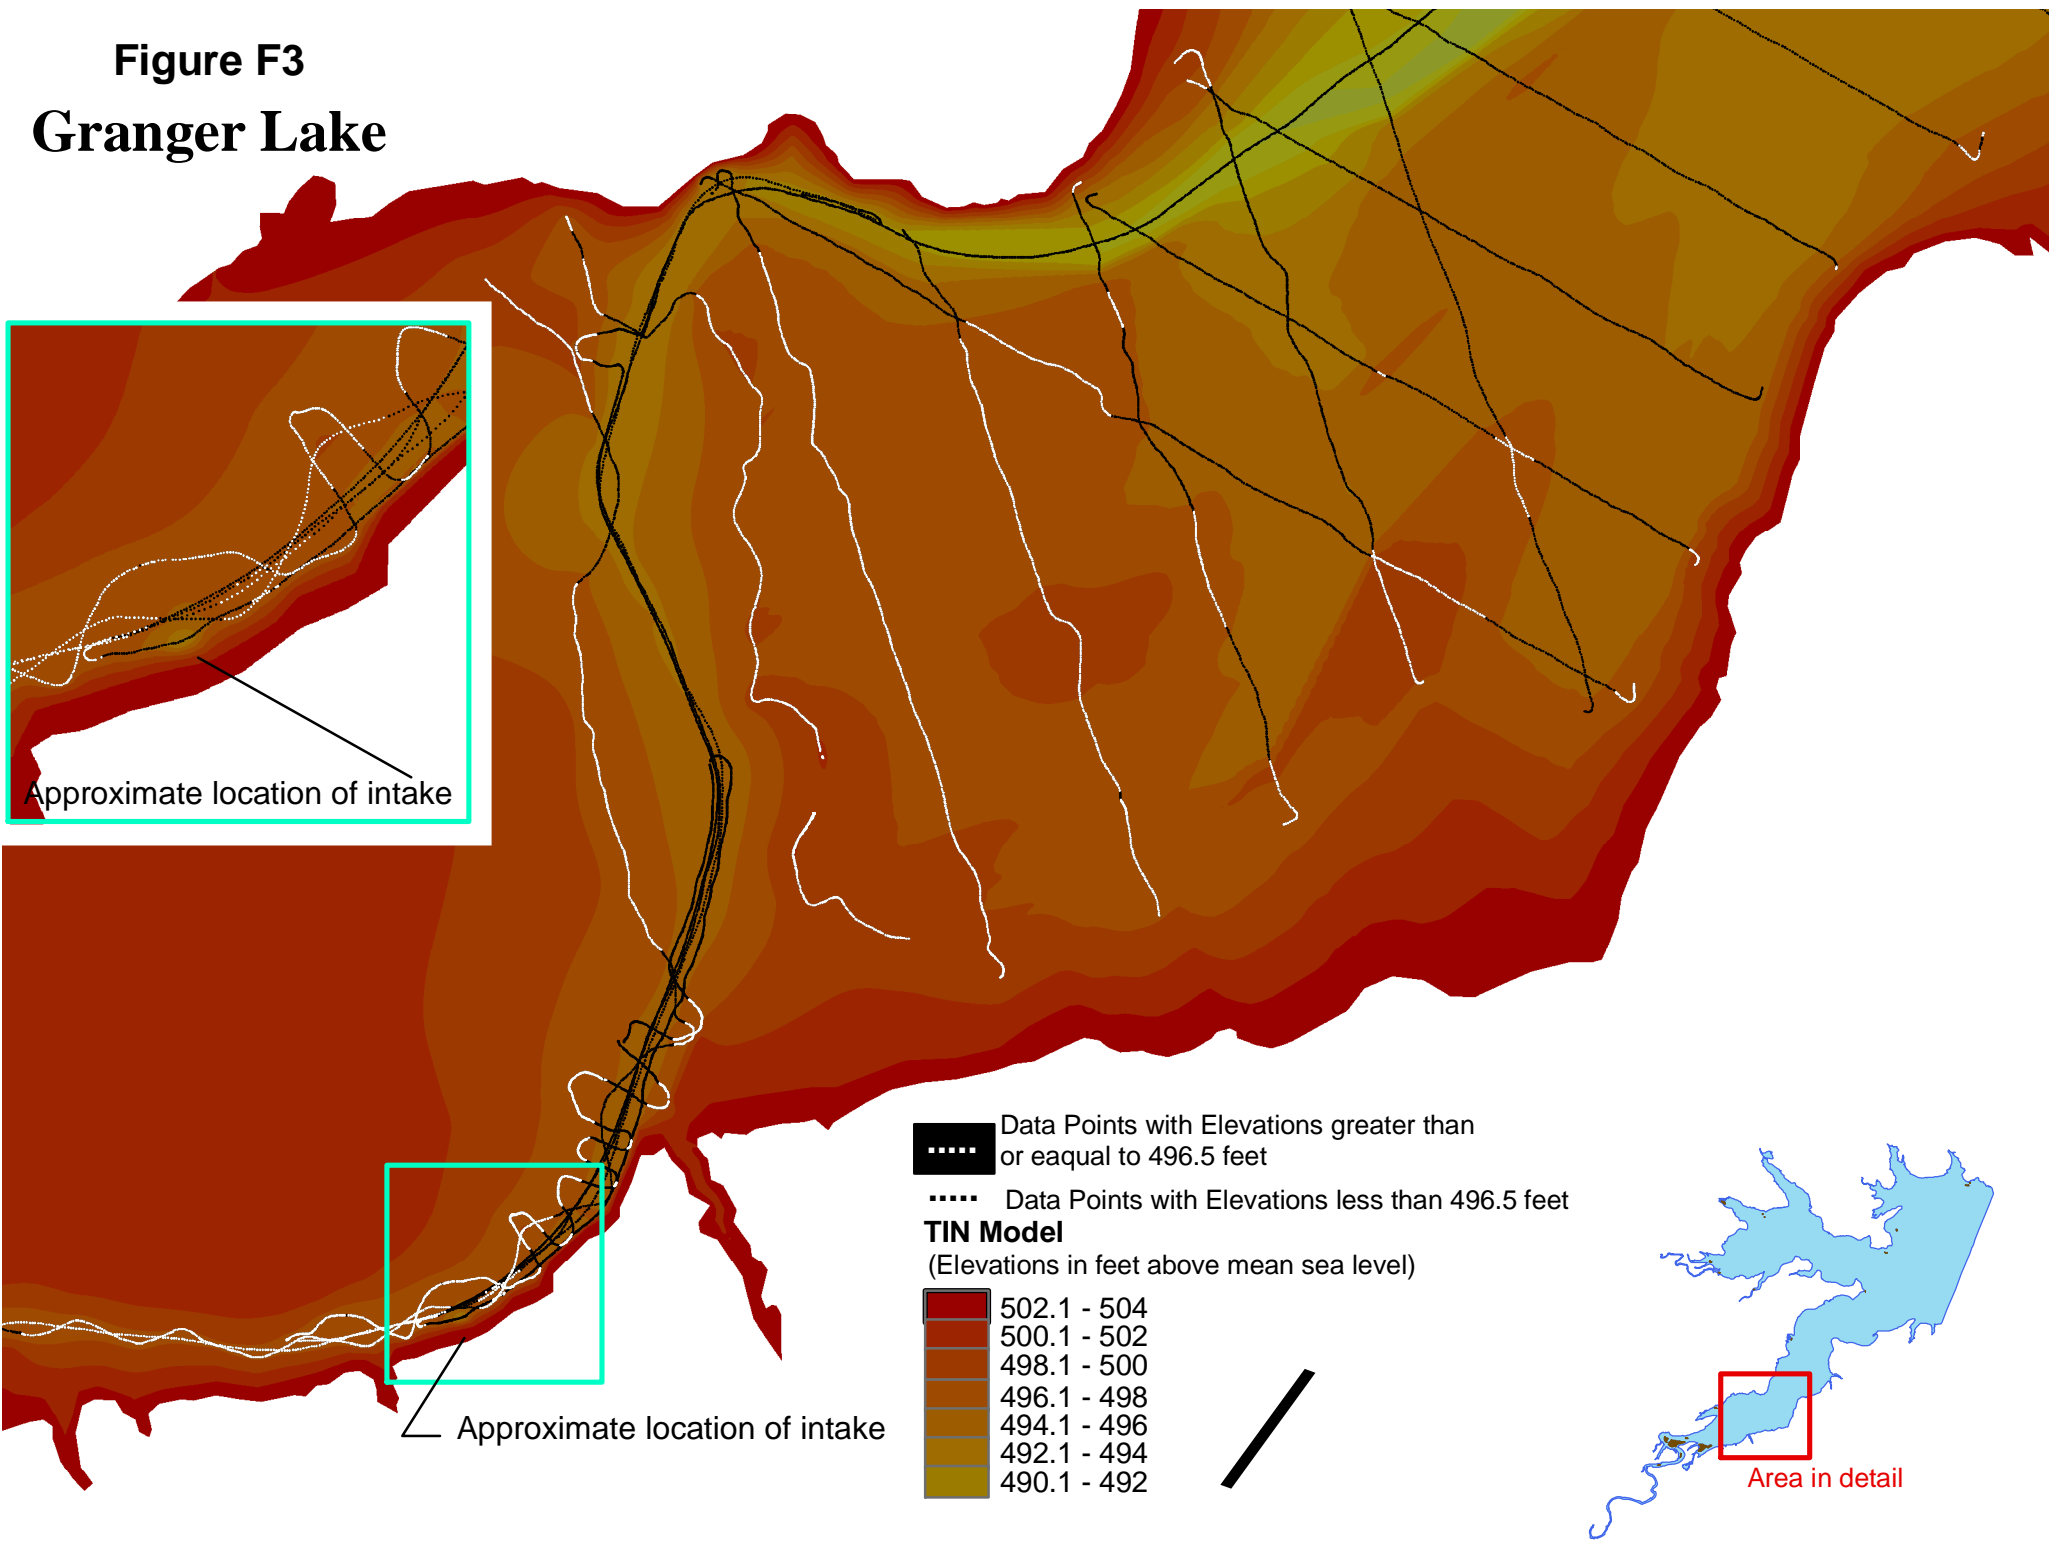 Figure F3
Granger Lake
Approximate location of intake
Data Points with Elevations greater than
or eaqual to 496.5 feet
Data Points with Elevations less than 496.5 feet
TIN Model
(Elevations in feet above mean sea level)
502.1 - 504
500.1 - 502
498.1 - 500
496.1 - 498
494.1 - 496
492.1 - 494
490.1 - 492
Approximate location of intake
Area in detail